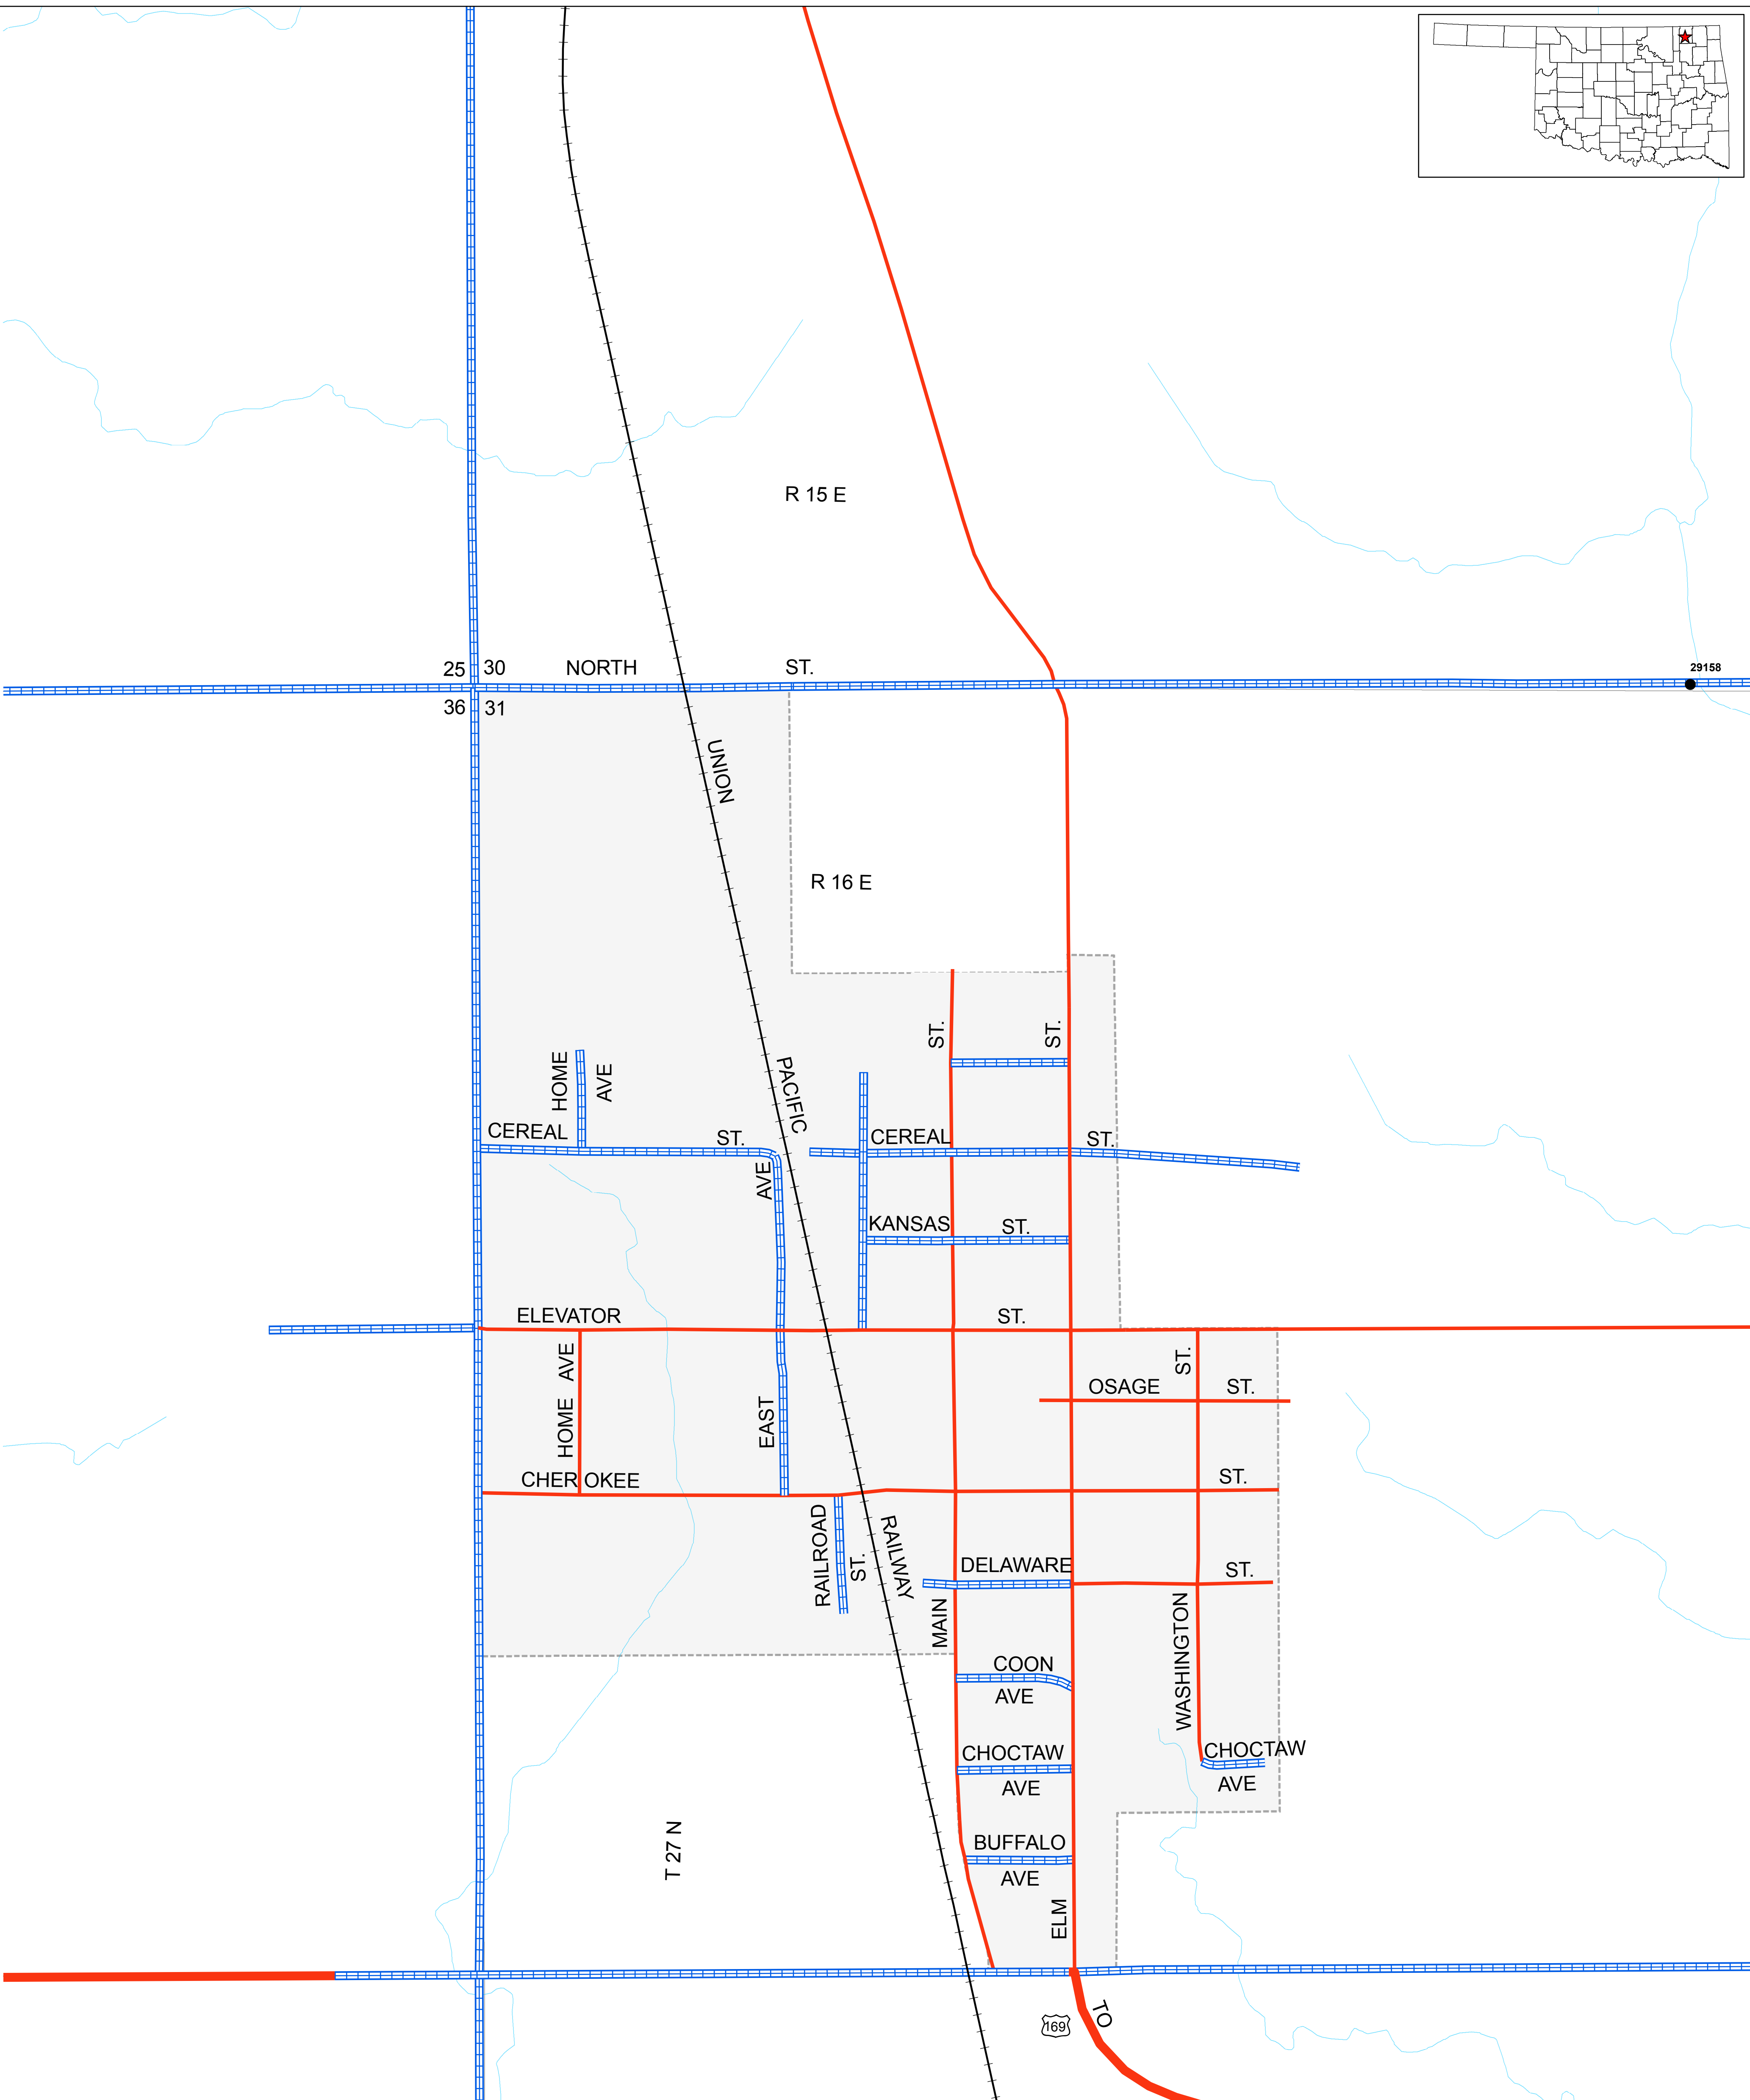 R 15 E
29158
25 30
NORTH ST.
36 31
UNION
R 16 E
ST.
ST.
HOME
AVE
PACIFIC
CEREAL ST.
CEREAL ST.
AVE
KANSAS ST.
ELEVATOR ST.
HOME AVE
ST.
OSAGE ST.
EAST
CHEROKEE ST.
RAILROAD
ST.
RAILWAY
DELAWARE ST.
MAIN
WASHINGTON
COON
AVE
CHOCTAW
AVE
CHOCTAW
AVE
T 27 N
BUFFALO
AVE
ELM
TO
169